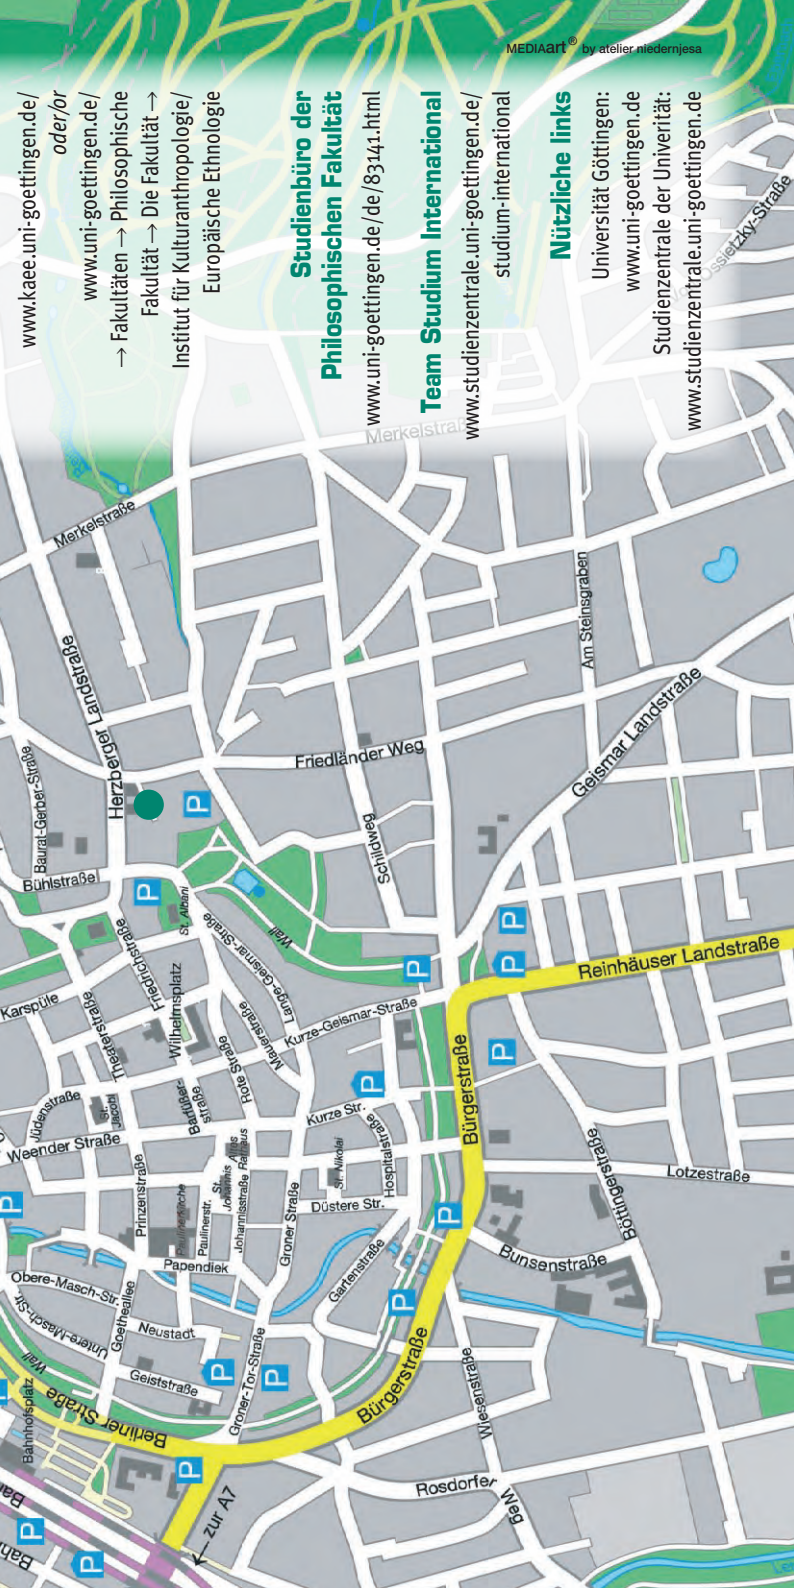 MEDIAart® by atelier niedernjesa
www.kaee.uni-goettingen.de/
oder/or
www.uni-goettingen.de/
→ Fakultäten → Philosophische
Fakultät → Die Fakultät →
Institut für Kulturanthropologie/
Europäische Ethnologie
Studienbüro der
Philosophischen Fakultät
www.uni-goettingen.de/de/83141.html
Team Studium International
www.studienzentrale.uni-goettingen.de/
studium-international
Nützliche links
Universität Göttingen:
www.uni-goettingen.de
Studienzentrale der Univerität:
www.studienzentrale.uni-goettingen.de
Ossietzky-Straße
Merkelstraße
Merkelstraße
Herzberger Landstraße
Am Steinsgraben
Geismar Landstraße
Friedländer Weg
Baurat-Gerber-Straße
Bühlstraße
Schildweg
P
P
St. Albani
Wall
Lange-Geismar-Straße
Friedrichstraße
Wilhelmsplatz
Karspüle
Theaterstraße
Mauerstraße
Kurze-Geismar-Straße
P
P
P
Reinhäuser Landstraße
Bürgerstraße
P
P
Rote Straße
Barfüßer-
straße
St.
Jacobi
Jüdenstraße
Weender Straße
Kurze Str.
Hospitalstraße
St. Nikolai
Altes
Rathaus
St.
Johannis
Johannisstraße
Paulinerstr.
Paulinerkirche
Prinzenstraße
Papendiek
Groner Straße
Düstere Str.
Gartenstraße
P
P
P
Böttingerstraße
Lotzestraße
Bunsenstraße
Obere-Masch-Str.
Untere-Masch-Str.
Goetheallee
Neustadt
Geiststraße
Groner-Tor-Straße
P
P
Wall
Berliner Straße
Bahnhofsplatz
Bürgerstraße
Wiesenstraße
Rosdorfer
Weg
P
zur A7
P
P